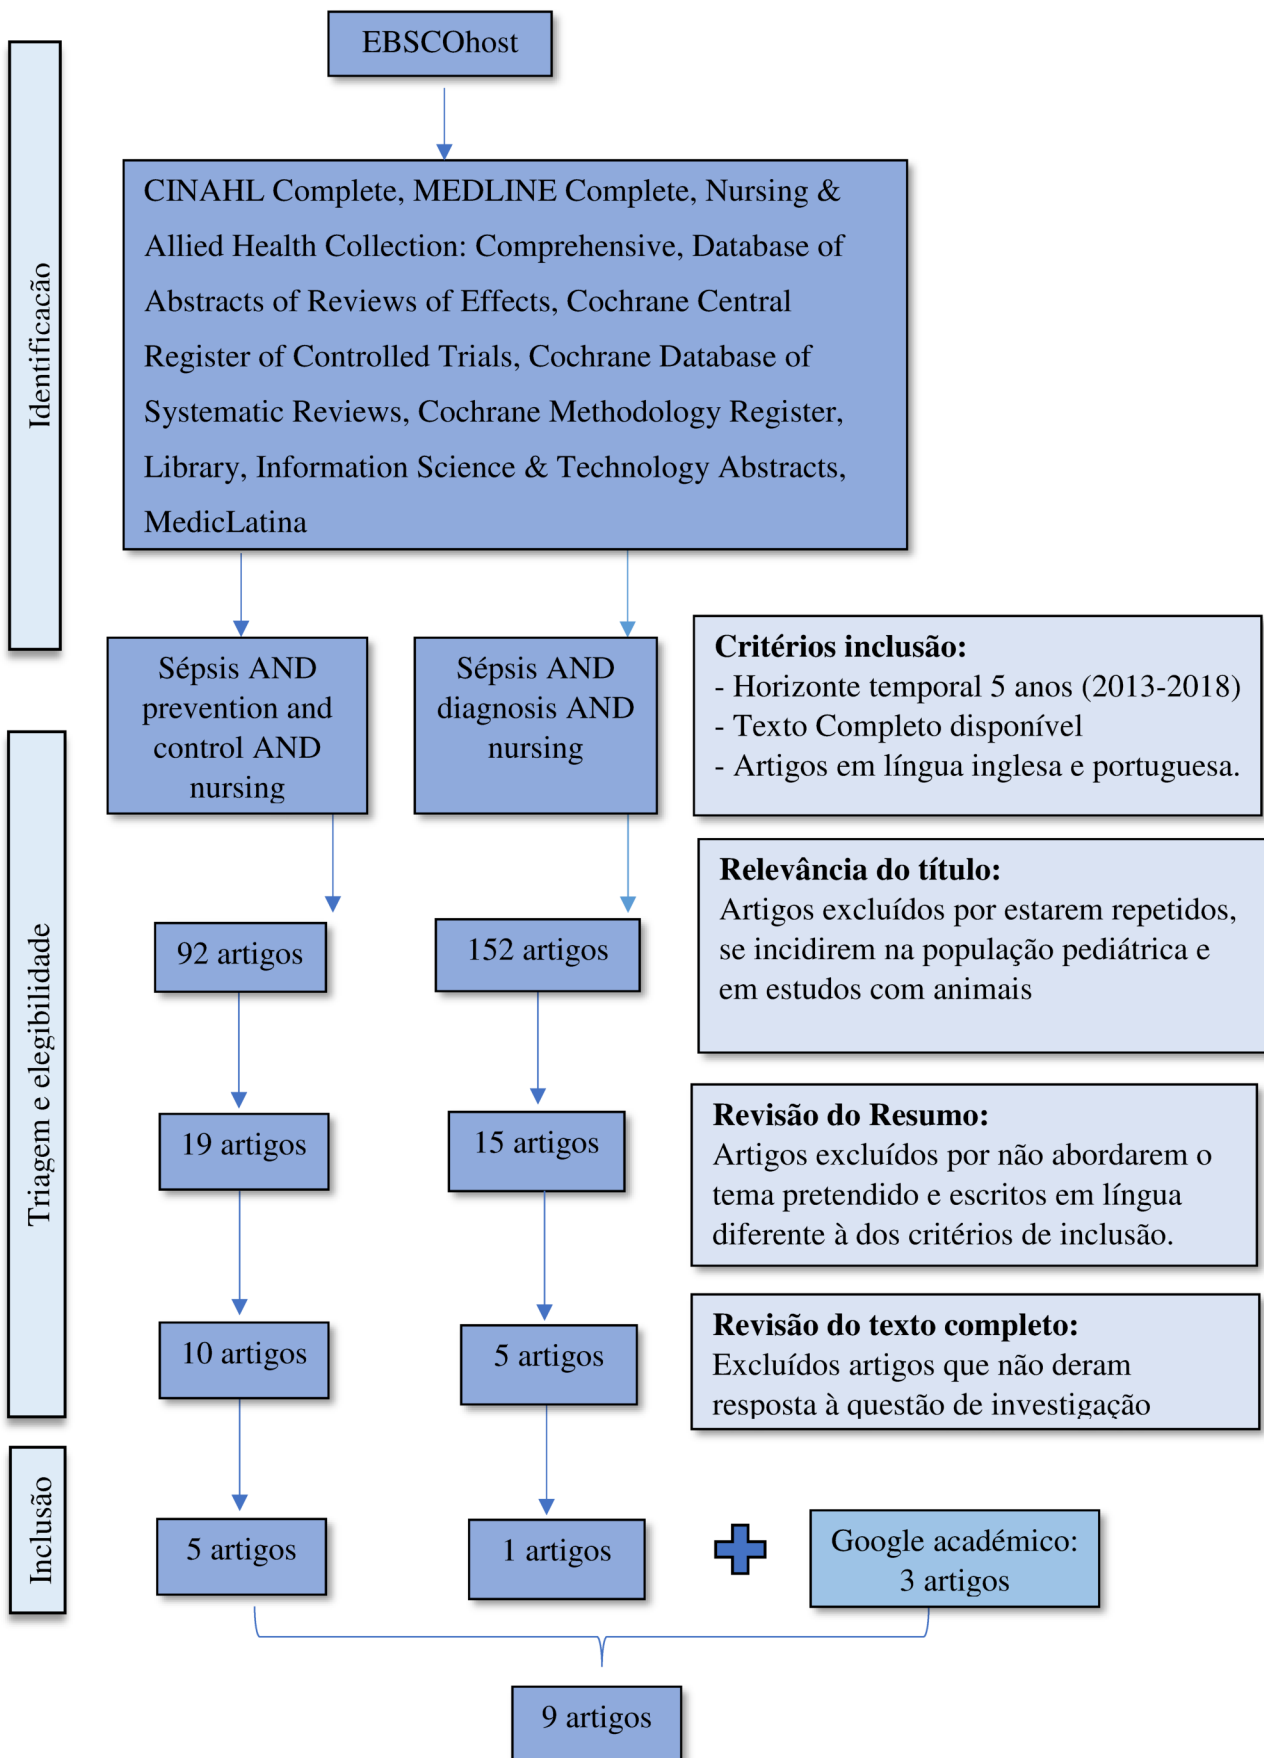 EBSCOhost
Identificacão
CINAHL Complete, MEDLINE Complete, Nursing &
Allied Health Collection: Comprehensive, Database of
Abstracts of Reviews of Effects, Cochrane Central
Register of Controlled Trials, Cochrane Database of
Systematic Reviews, Cochrane Methodology Register,
Library, Information Science & Technology Abstracts,
MedicLatina
Sépsis AND
prevention and
control AND
nursing
Sépsis AND
diagnosis AND
nursing
Critérios inclusão:
- Horizonte temporal 5 anos (2013-2018)
- Texto Completo disponível
- Artigos em língua inglesa e portuguesa.
Triagem e elegibilidade
92 artigos
152 artigos
Relevância do título:
Artigos excluídos por estarem repetidos,
se incidirem na população pediátrica e
em estudos com animais
19 artigos
15 artigos
Revisão do Resumo:
Artigos excluídos por não abordarem o
tema pretendido e escritos em língua
diferente à dos critérios de inclusão.
10 artigos
5 artigos
Revisão do texto completo:
Excluídos artigos que não deram
resposta à questão de investigação
Inclusão
5 artigos
1 artigos
Google académico:
3 artigos
9 artigos